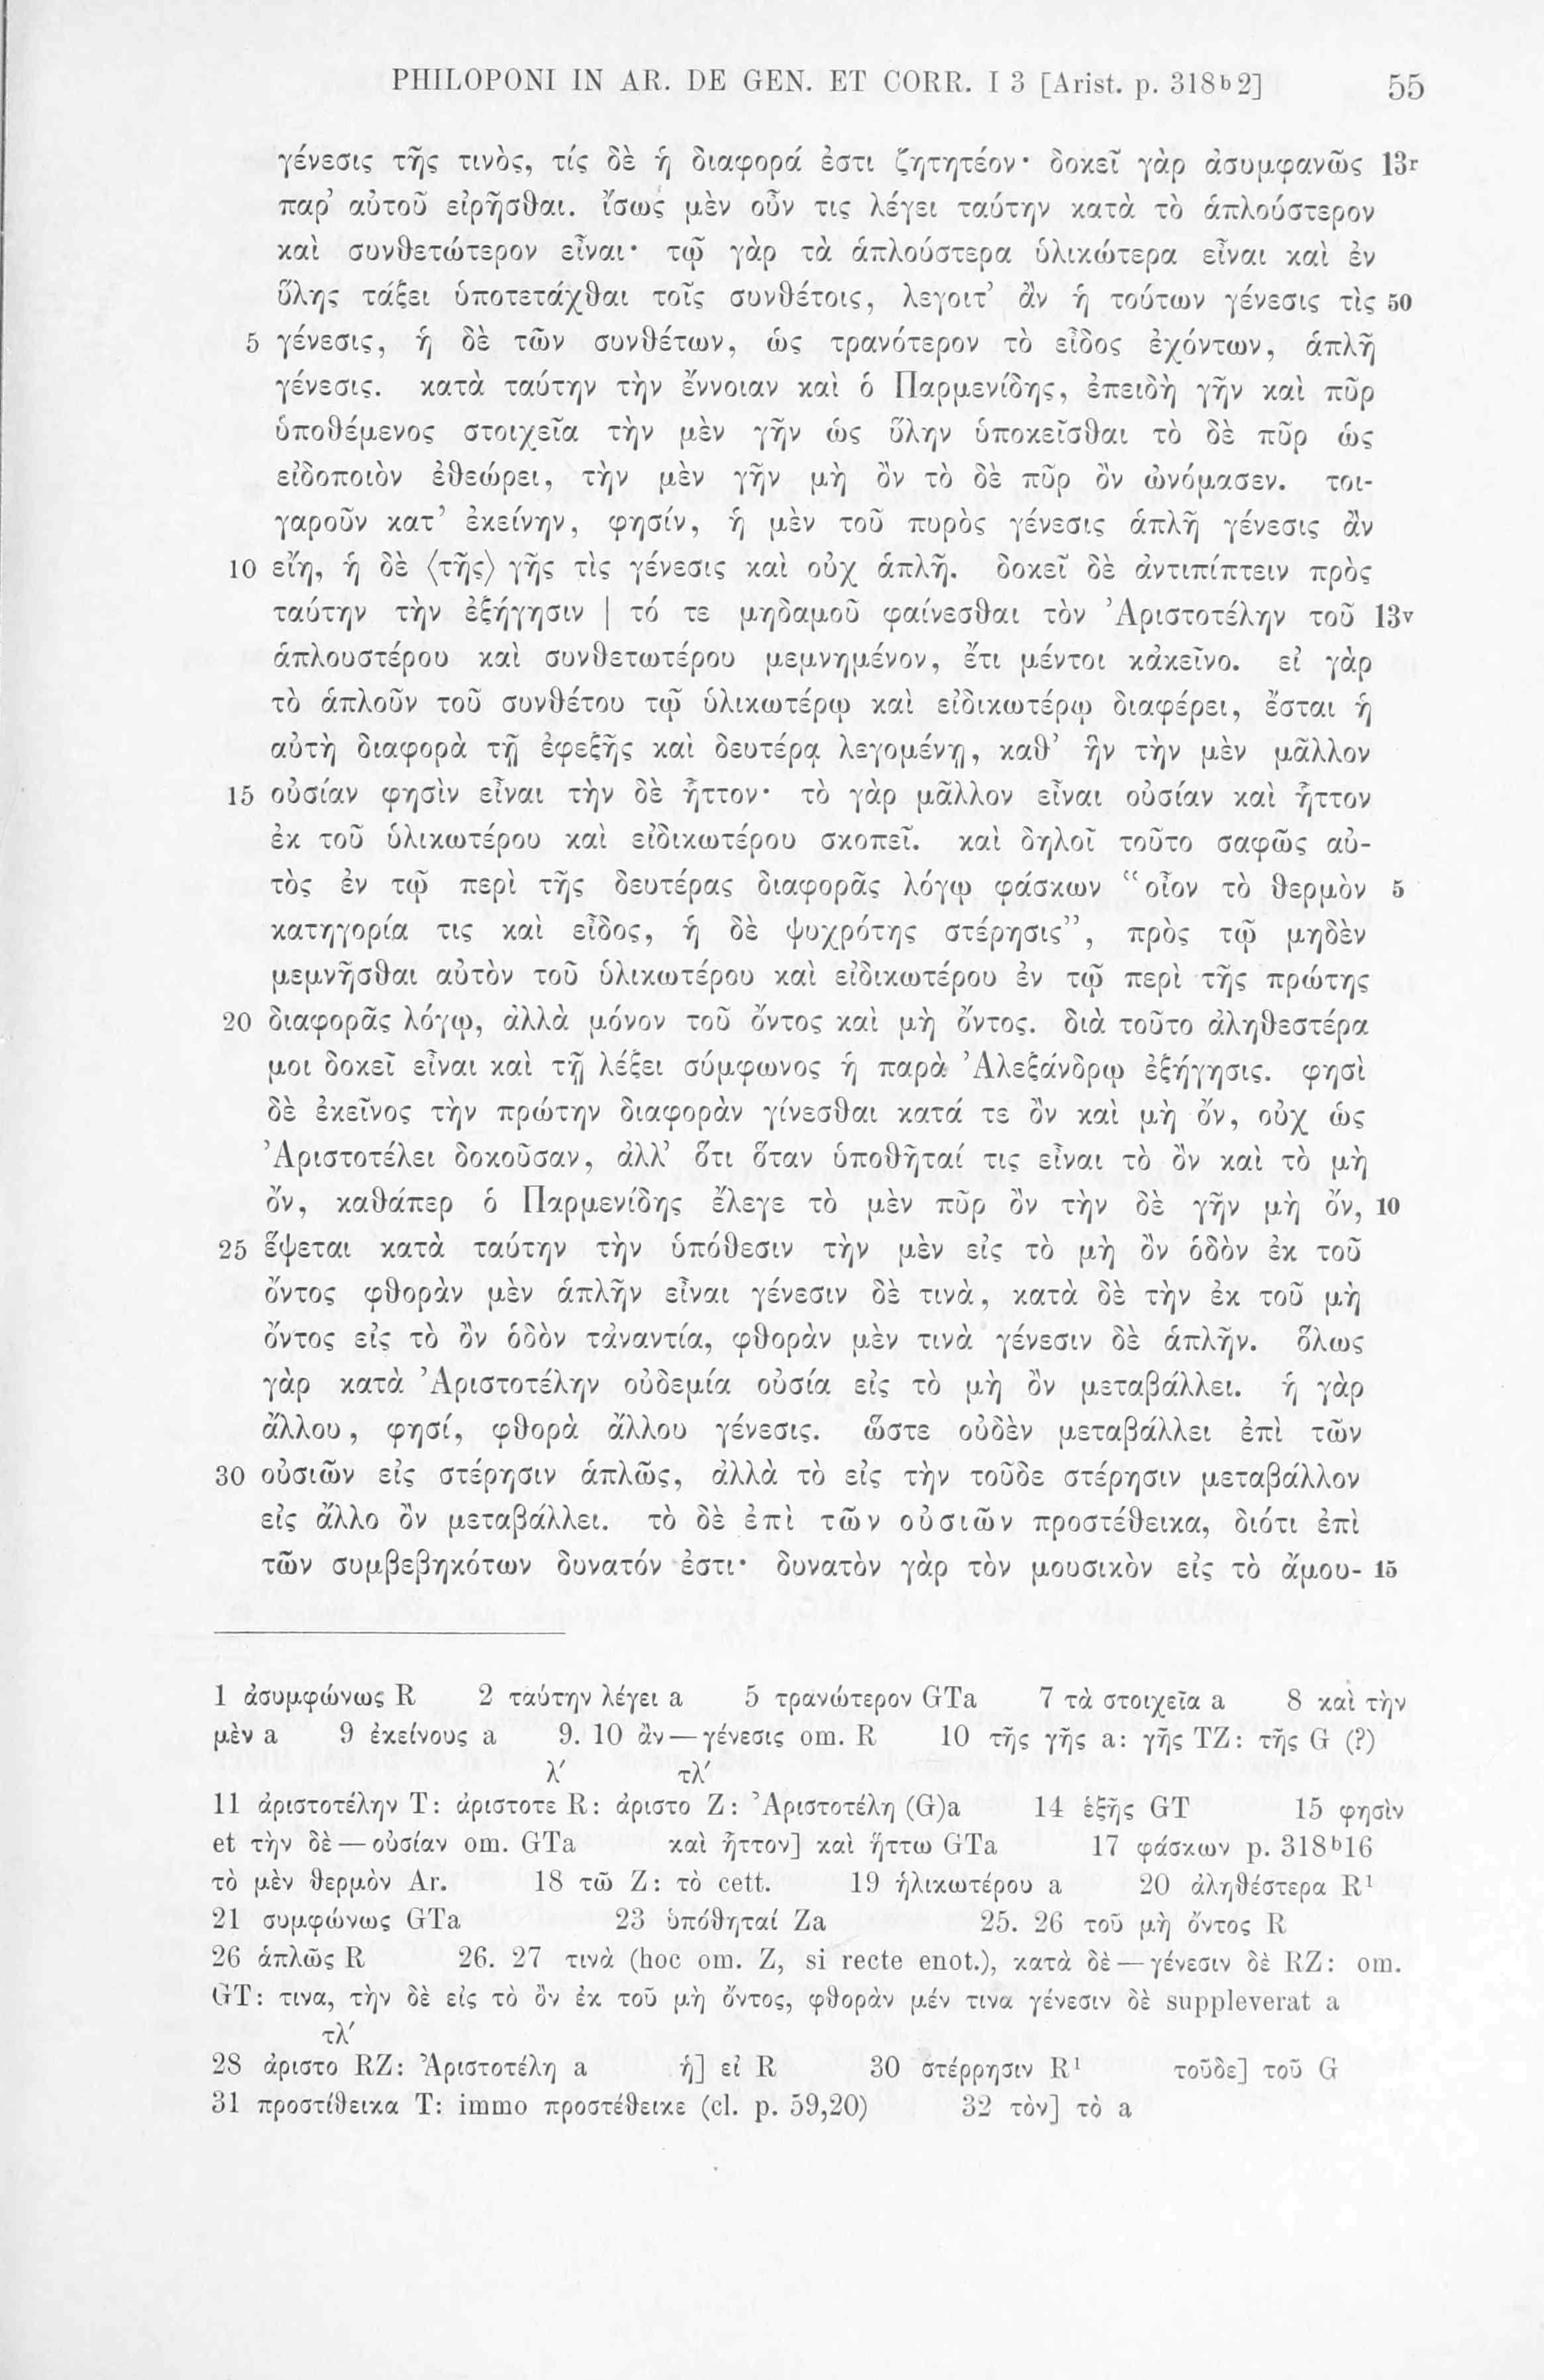 PHILOPONI IN AR. DE GEN. ET CORR. I 3 [Arist. p. 318b2] 55
γένεσις τῆς τινὸς, τίς δὲ ἡ διαφορά ἐστι ζητητέον· δοκεῖ γὰρ ἀσυμφανῶς 13r
παρ’ αὐτοῦ εἰρῆσθαι. ἴσως μὲν οὖν τις λέγει ταύτην κατὰ τὸ ἁπλούστερον
καὶ συνθετώτερον εἶναι· τῷ γὰρ τὰ ἁπλούστερα ὑλικώτερα εἶναι καὶ ἐν
ὕλης τάξει ὑποτετάχθαι τοῖς συνθέτοις, λεγοιτ’ ἂν ἡ τούτων γένεσις τὶς 50
5 γένεσις, ἡ δὲ τῶν συνθέτων, ὡς τρανότερον τὸ εἶδος ἐχόντων, ἁπλῆ
γένεσις. κατὰ ταύτην τὴν ἔννοιαν καὶ ὁ Παρμενίδης, ἐπειδὴ γῆν καὶ πῦρ
ὑποθέμενος στοιχεῖα τὴν μὲν γῆν ὡς ὕλην ὑποκεῖσθαι τὸ δὲ πῦρ ὡς
εἰδοποιὸν ἐθεώρει, τὴν μὲν γῆν μὴ ὂν τὸ δὲ πῦρ ὂν ὠνόμασεν. τοι-
γαροῦν κατ’ ἐκείνην, φησίν, ἡ μὲν τοῦ πυρὸς γένεσις ἁπλῆ γένεσις ἂν
10 εἴη, ἡ δὲ ⟨τῆς⟩ γῆς τὶς γένεσις καὶ οὐχ ἁπλῆ. δοκεῖ δὲ ἀντιπίπτειν πρὸς
ταύτην τὴν ἐξήγησιν | τό τε μηδαμοῦ φαίνεσθαι τὸν Ἀριστοτέλην τοῦ 13v
ἁπλουστέρου καὶ συνθετωτέρου μεμνημένον, ἔτι μέντοι κἀκεῖνο. εἰ γὰρ
τὸ ἁπλοῦν τοῦ συνθέτου τῷ ὑλικωτέρῳ καὶ εἰδικωτέρῳ διαφέρει, ἔσται ἡ
αὐτὴ διαφορὰ τῇ ἐφεξῆς καὶ δευτέρᾳ λεγομένῃ, καθ’ ἣν τὴν μὲν μᾶλλον
15 οὐσίαν φησὶν εἶναι τὴν δὲ ἧττον· τὸ γὰρ μᾶλλον εἶναι οὐσίαν καὶ ἧττον
ἐκ τοῦ ὑλικωτέρου καὶ εἰδικωτέρου σκοπεῖ. καὶ δηλοῖ τοῦτο σαφῶς αὐ-
τὸς ἐν τῷ περὶ τῆς δευτέρας διαφορᾶς λόγῳ φάσκων “οἷον τὸ θερμὸν 5
κατηγορία τις καὶ εἶδος, ἡ δὲ ψυχρότης στέρησις”, πρὸς τῷ μηδὲν
μεμνῆσθαι αὐτὸν τοῦ ὑλικωτέρου καὶ εἰδικωτέρου ἐν τῷ περὶ τῆς πρώτης
20 διαφορᾶς λόγῳ, ἀλλὰ μόνον τοῦ ὄντος καὶ μὴ ὄντος. διὰ τοῦτο ἀληθεστέρα
μοι δοκεῖ εἶναι καὶ τῇ λέξει σύμφωνος ἡ παρὰ Ἀλεξάνδρῳ ἐξήγησις. φησὶ
δὲ ἐκεῖνος τὴν πρώτην διαφορὰν γίνεσθαι κατά τε ὂν καὶ μὴ ὄν, οὐχ ὡς
Ἀριστοτέλει δοκοῦσαν, ἀλλ’ ὅτι ὅταν ὑποθῆταί τις εἶναι τὸ ὂν καὶ τὸ μὴ
ὄν, καθάπερ ὁ Παρμενίδης ἔλεγε τὸ μὲν πῦρ ὂν τὴν δὲ γῆν μὴ ὄν, 10
25 ἕψεται κατὰ ταύτην τὴν ὑπόθεσιν τὴν μὲν εἰς τὸ μὴ ὂν ὁδὸν ἐκ τοῦ
ὄντος φθορὰν μὲν ἁπλῆν εἶναι γένεσιν δὲ τινὰ, κατὰ δὲ τὴν ἐκ τοῦ μὴ
ὄντος εἰς τὸ ὂν ὁδὸν τἀναντία, φθορὰν μὲν τινὰ γένεσιν δὲ ἁπλῆν. ὅλως
γὰρ κατὰ Ἀριστοτέλην οὐδεμία οὐσία εἰς τὸ μὴ ὂν μεταβάλλει. ἡ γὰρ
ἄλλου, φησί, φθορὰ ἄλλου γένεσις. ὥστε οὐδὲν μεταβάλλει ἐπὶ τῶν
30 οὐσιῶν εἰς στέρησιν ἁπλῶς, ἀλλὰ τὸ εἰς τὴν τοῦδε στέρησιν μεταβάλλον
εἰς ἄλλο ὂν μεταβάλλει. τὸ δὲ ἐπὶ τῶν οὐσιῶν προστέθεικα, διότι ἐπὶ
τῶν συμβεβηκότων δυνατόν ἐστι· δυνατὸν γὰρ τὸν μουσικὸν εἰς τὸ ἄμου- 15
1 ἀσυμφώνως R 2 ταύτην λέγει a 5 τρανώτερον GTa 7 τὰ στοιχεῖα a 8 καὶ τὴν
μὲν a 9 ἐκείνους a 9. 10 ἂν — γένεσις om. R 10 τῆς γῆς a: γῆς TZ: τῆς G (?)
λ′ τλ′
11 ἀριστοτέλην T: ἀριστοτε R: ἀριστο Z: Ἀριστοτέλη (G)a 14 ἑξῆς GT 15 φησὶν
et τὴν δὲ — οὐσίαν om. GTa καὶ ἧττον] καὶ ἥττω GTa 17 φάσκων p. 318b16
τὸ μὲν θερμὸν Ar. 18 τῶ Z: τὸ cett. 19 ἡλικωτέρου a 20 ἀληθέστερα R1
21 συμφώνως GTa 23 ὑπόθηταί Za 25. 26 τοῦ μὴ ὄντος R
26 ἁπλῶς R 26. 27 τινὰ (hoc om. Z, si recte enot.), κατὰ δὲ — γένεσιν δὲ RZ: om.
GT: τινα, τὴν δὲ εἰς τὸ ὂν ἐκ τοῦ μὴ ὄντος, φθορὰν μέν τινα γένεσιν δὲ suppleverat a
τλ′
28 ἀριστο RZ: Ἀριστοτέλη a ἡ] εἰ R 30 στέρρησιν R1 τοῦδε] τοῦ G
31 προστίθεικα T: immo προστέθεικε (cl. p. 59,20) 32 τὸν] τὸ a